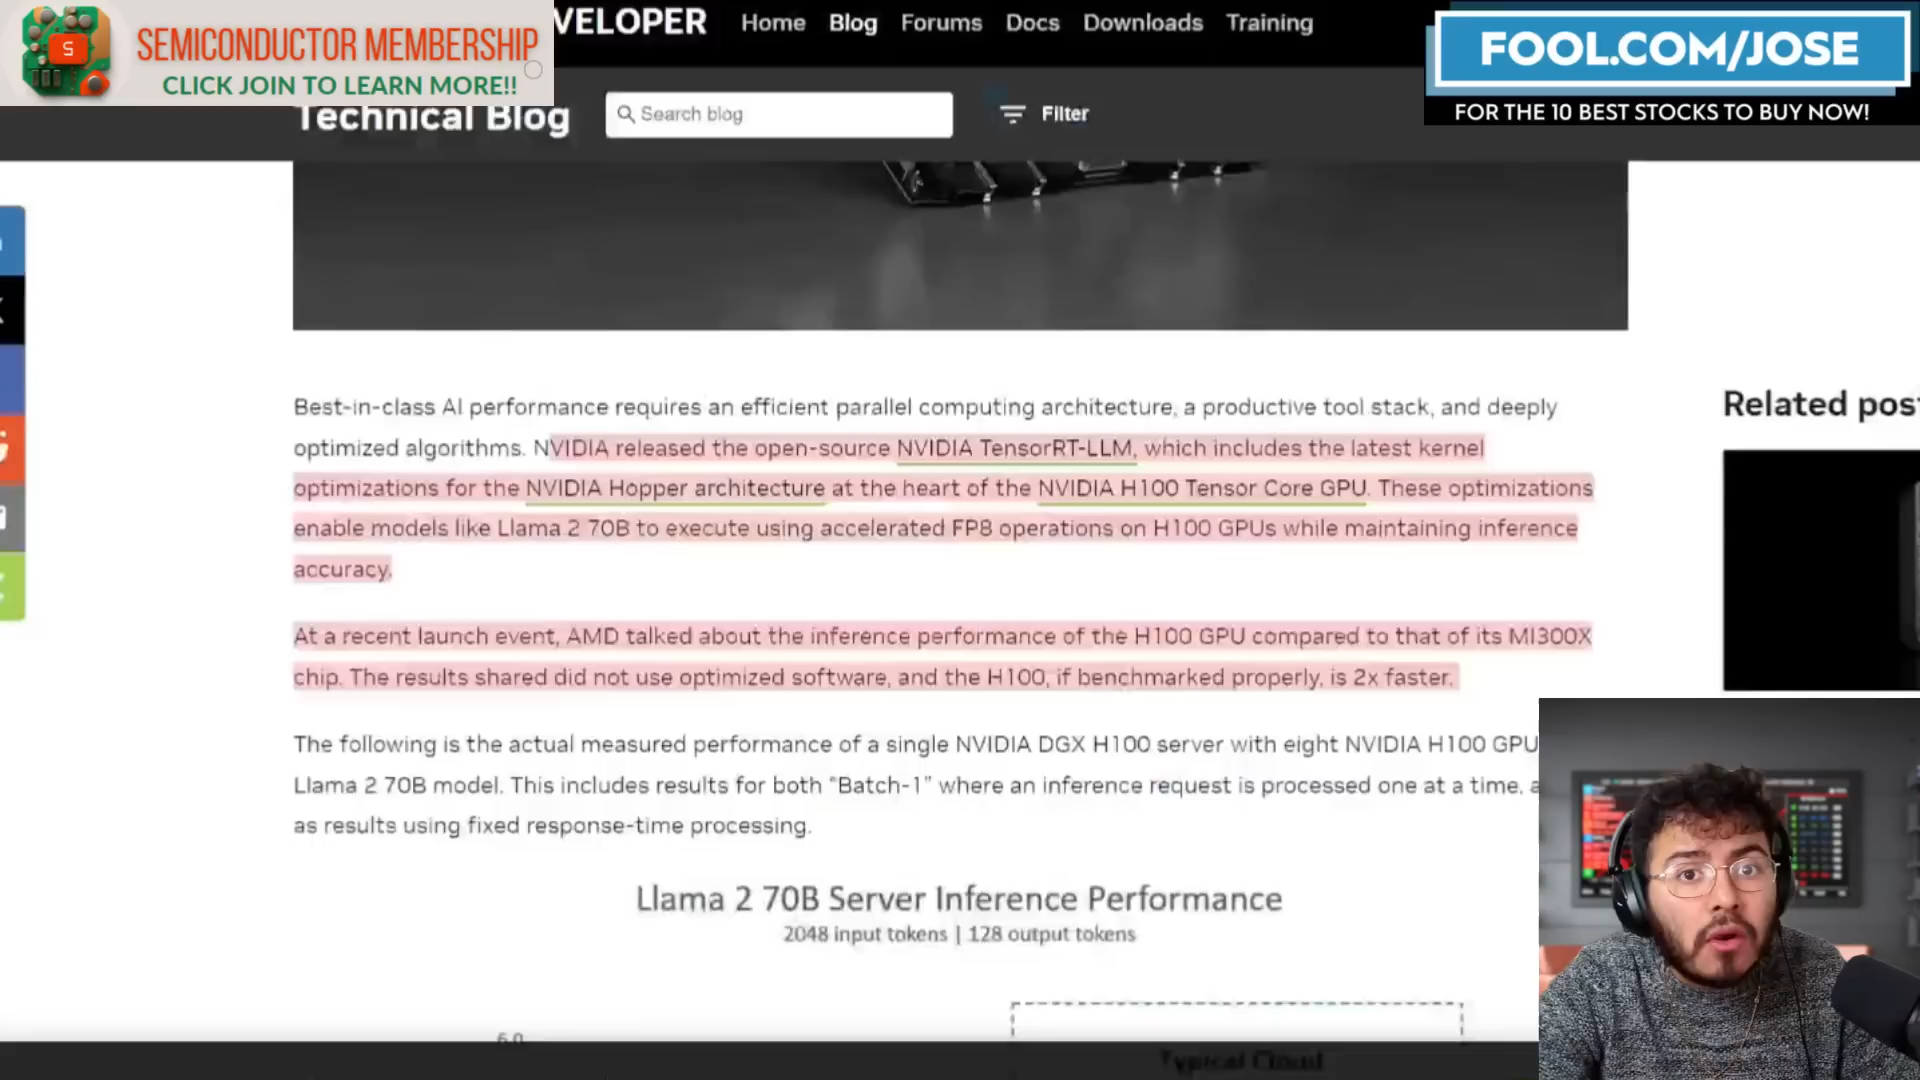 SEMICONDUCTOR MEMBERSHIP
CLICK JOIN TO LEARN MORE!!
S
VELOPER
Home Blog Forums Docs Downloads Training
FOOL.COM/JOSE
FOR THE 10 BEST STOCKS TO BUY NOW!
Technical Blog
Search blog
Filter
Best-in-class AI performance requires an efficient parallel computing architecture, a productive tool stack, and deeply
optimized algorithms. NVIDIA released the open-source NVIDIA TensorRT-LLM, which includes the latest kernel
optimizations for the NVIDIA Hopper architecture at the heart of the NVIDIA H100 Tensor Core GPU. These optimizations
enable models like Llama 2 70B to execute using accelerated FP8 operations on H100 GPUs while maintaining inference
accuracy.
Related pos
At a recent launch event, AMD talked about the inference performance of the H100 GPU compared to that of its MI300X
chip. The results shared did not use optimized software, and the H100, if benchmarked properly, is 2x faster.
The following is the actual measured performance of a single NVIDIA DGX H100 server with eight NVIDIA H100 GPU
Llama 2 70B model. This includes results for both “Batch-1” where an inference request is processed one at a time, a
as results using fixed response-time processing.
Llama 2 70B Server Inference Performance
2048 input tokens | 128 output tokens
6.0
Typical Cloud